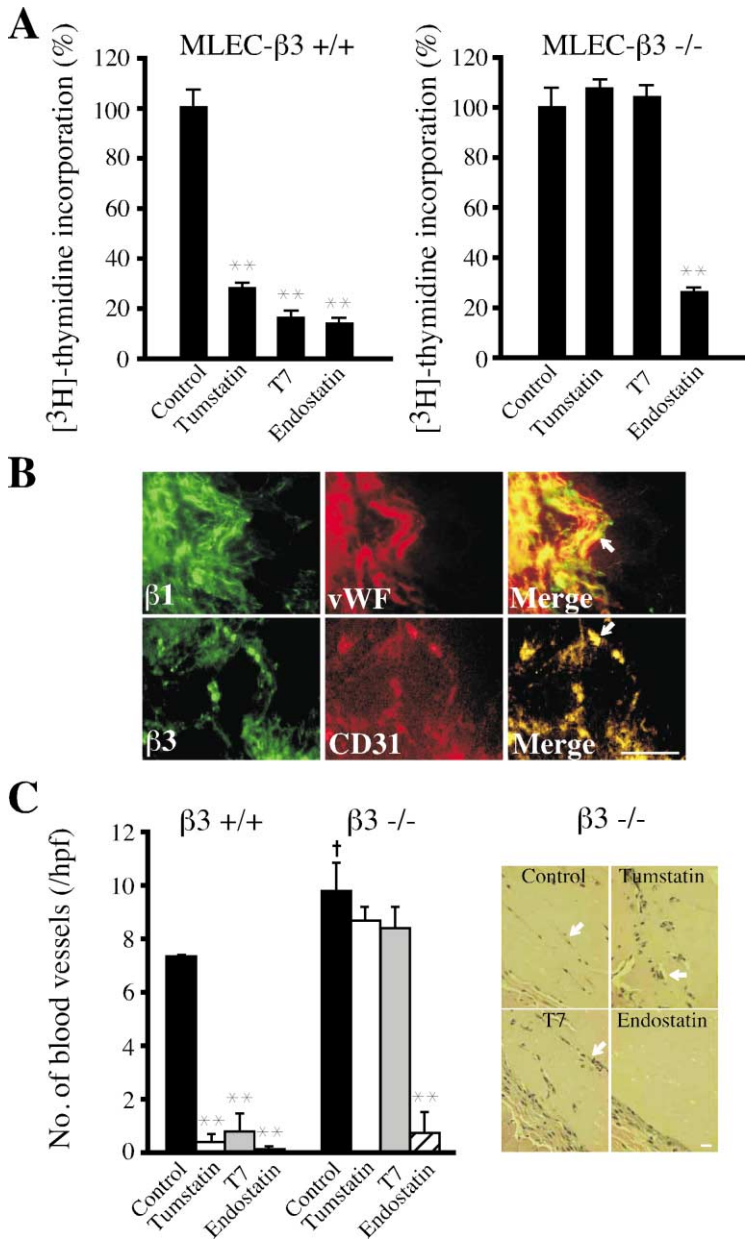 A
MLEC-β3 +/+
MLEC-β3 -/-
[³H]-thymidine incorporation (%)
120
100
80
60
40
20
0
**
**
**
Control
Tumstatin
T7
Endostatin
[³H]-thymidine incorporation (%)
120
100
80
60
40
20
0
**
Control
Tumstatin
T7
Endostatin
B
β1
vWF
Merge
β3
CD31
Merge
C
β3 +/+
β3 -/-
β3 -/-
No. of blood vessels (/hpf)
12
10
8
6
4
2
0
**
**
**
†
**
Control
Tumstatin
T7
Endostatin
Control
Tumstatin
T7
Endostatin
Control
Tumstatin
T7
Endostatin